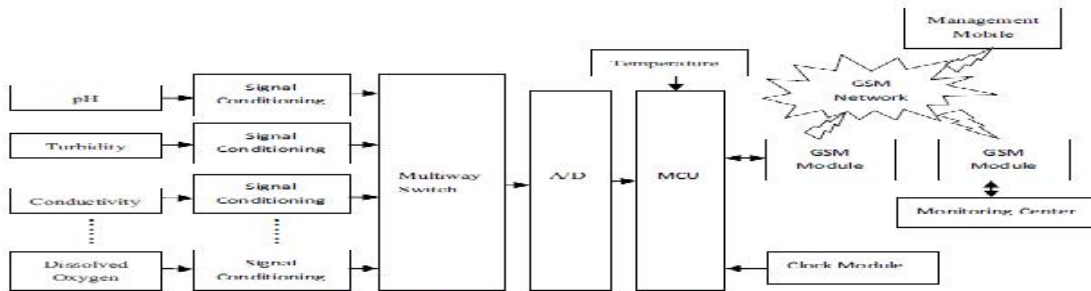 Management
Mobile
Temperature
GSM
Network
pH
Signal
Conditioning
Turbidity
Signal
Conditioning
Multiway
Switch
A/D
MCU
GSM
Module
GSM
Module
Conductivity
Signal
Conditioning
Monitoring Center
Dissolved
Oxygen
Signal
Conditioning
Clock Module